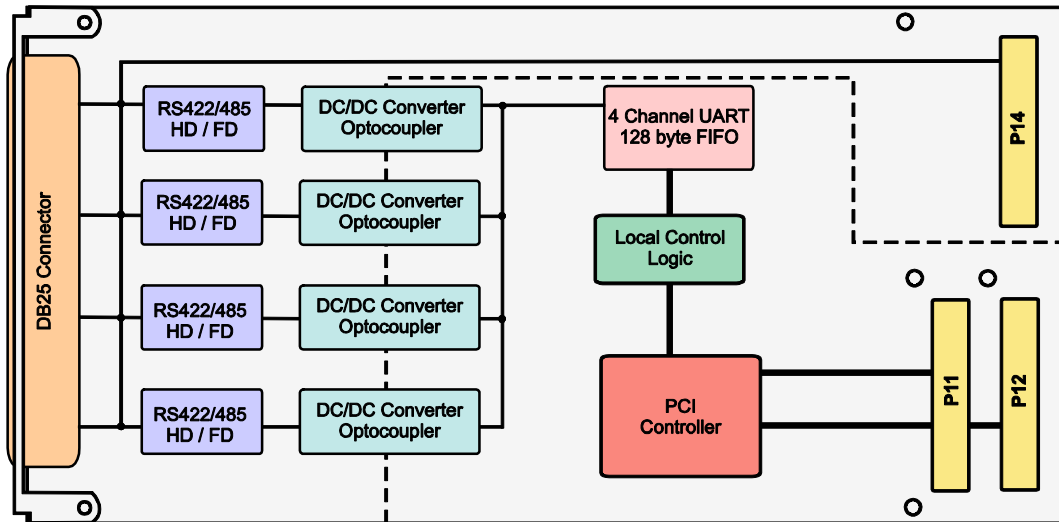 DB25 Connector
RS422/485
HD / FD
DC/DC Converter
Optocoupler
4 Channel UART
128 byte FIFO
P14
RS422/485
HD / FD
DC/DC Converter
Optocoupler
Local Control
Logic
RS422/485
HD / FD
DC/DC Converter
Optocoupler
RS422/485
HD / FD
DC/DC Converter
Optocoupler
PCI
Controller
P11
P12